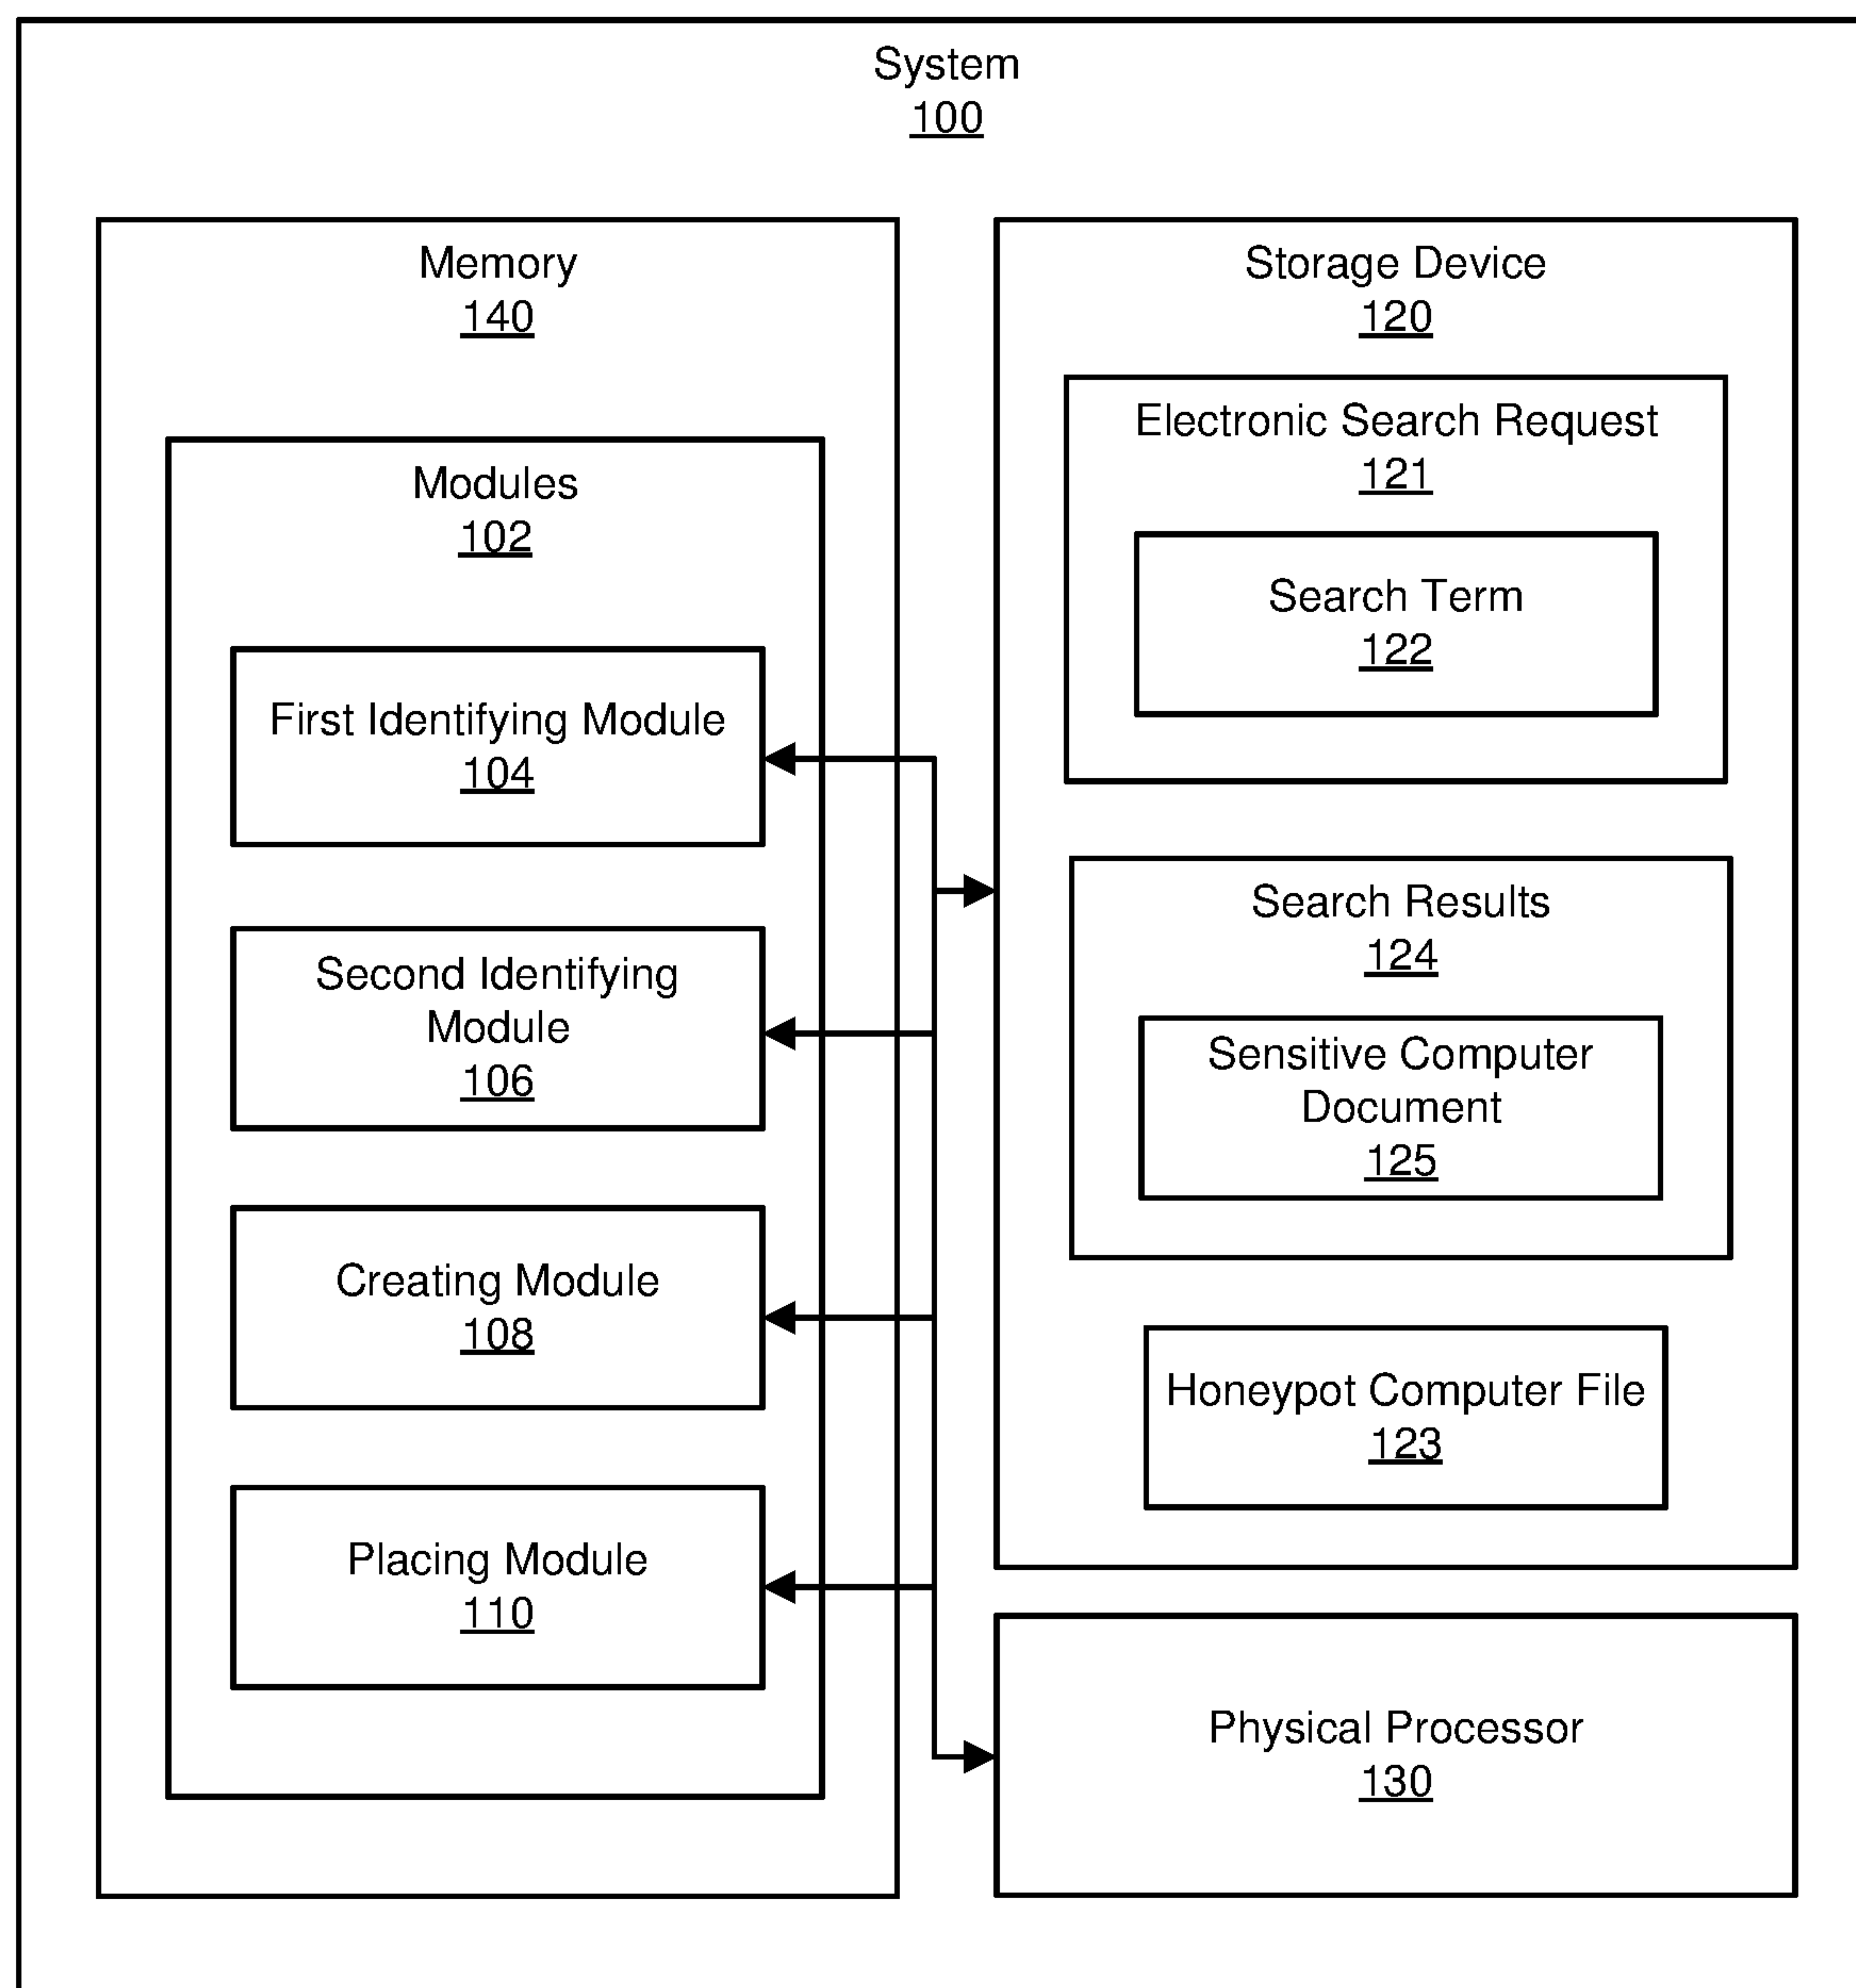 System
100
Memory
140
Modules
102
First Identifying Module
104
Second Identifying
Module
106
Creating Module
108
Placing Module
110
Storage Device
120
Electronic Search Request
121
Search Term
122
Search Results
124
Sensitive Computer
Document
125
Honeypot Computer File
123
Physical Processor
130